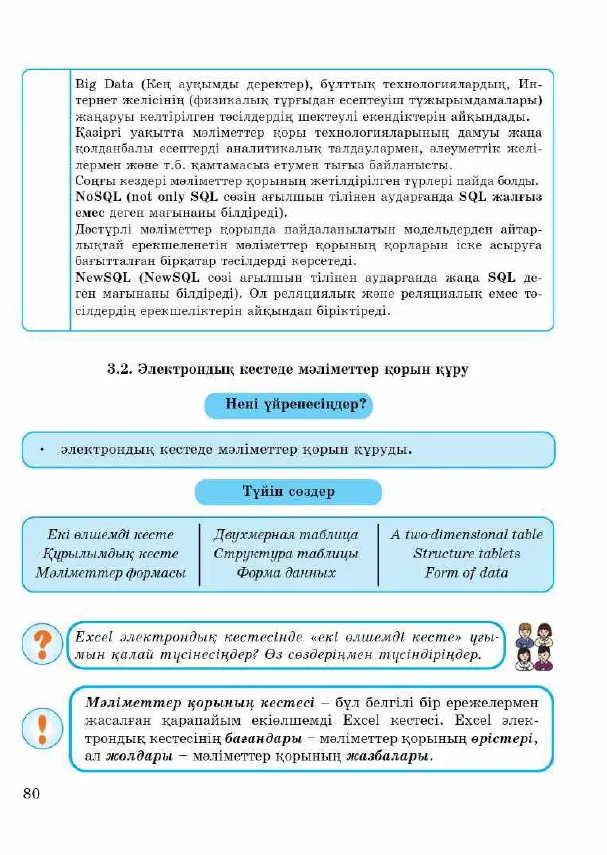 Big Data (Кең ауқымды деректер), бұлттық технологиялардың, Ин-
тернет желісінің (физикалық тұрғыдан есептеуіш тұжырымдамалары)
жаңаруы келтірілген тәсілдердің шектеулі екендіктерін айқындады.
Қазіргі уақытта мәліметтер қоры технологияларының дамуы жаңа
қолданбалы есептерді аналитикалық талдаулармен, әлеуметтік желі-
лермен және т.б. қамтамасыз етумен тығыз байланысты.
Соңғы кездері мәліметтер қорының жетілдірілген түрлері пайда болды.
NoSQL (not only SQL сөзін ағылшын тілінен аударғанда SQL жалғыз
емес деген мағынаны білдіреді).
Дәстүрлі мәліметтер қорында пайдаланылатын модельдерден айтар-
лықтай ерекшеленетін мәліметтер қорының қорларын іске асыруға
бағытталған бірқатар тәсілдерді көрсетеді.
NewSQL (NewSQL сөзі ағылшын тілінен аударғанда жаңа SQL де-
ген мағынаны білдіреді). Ол реляциялық және реляциялық емес тә-
сілдердің ерекшеліктерін айқындап біріктіреді.
3.2. Электрондық кестеде мәліметтер қорын құру
Нені үйренесіңдер?
• электрондық кестеде мәліметтер қорын құруды.
Түйін сөздер
Екі өлшемді кесте Двухмерная таблица A two-dimensional table
Құрылымдық кесте Структура таблицы Structure tablets
Мәліметтер формасы Форма данных Form of data
Excel электрондық кестесінде «екі өлшемді кесте» ұғы-
мын қалай түсінесіңдер? Өз сөздеріңмен түсіндіріңдер.
Мәліметтер қорының кестесі – бұл белгілі бір ережелермен
жасалған қарапайым екіөлшемді Excel кестесі. Excel элек-
трондық кестесінің бағандары – мәліметтер қорының өрістері,
ал жолдары – мәліметтер қорының жазбалары.
80